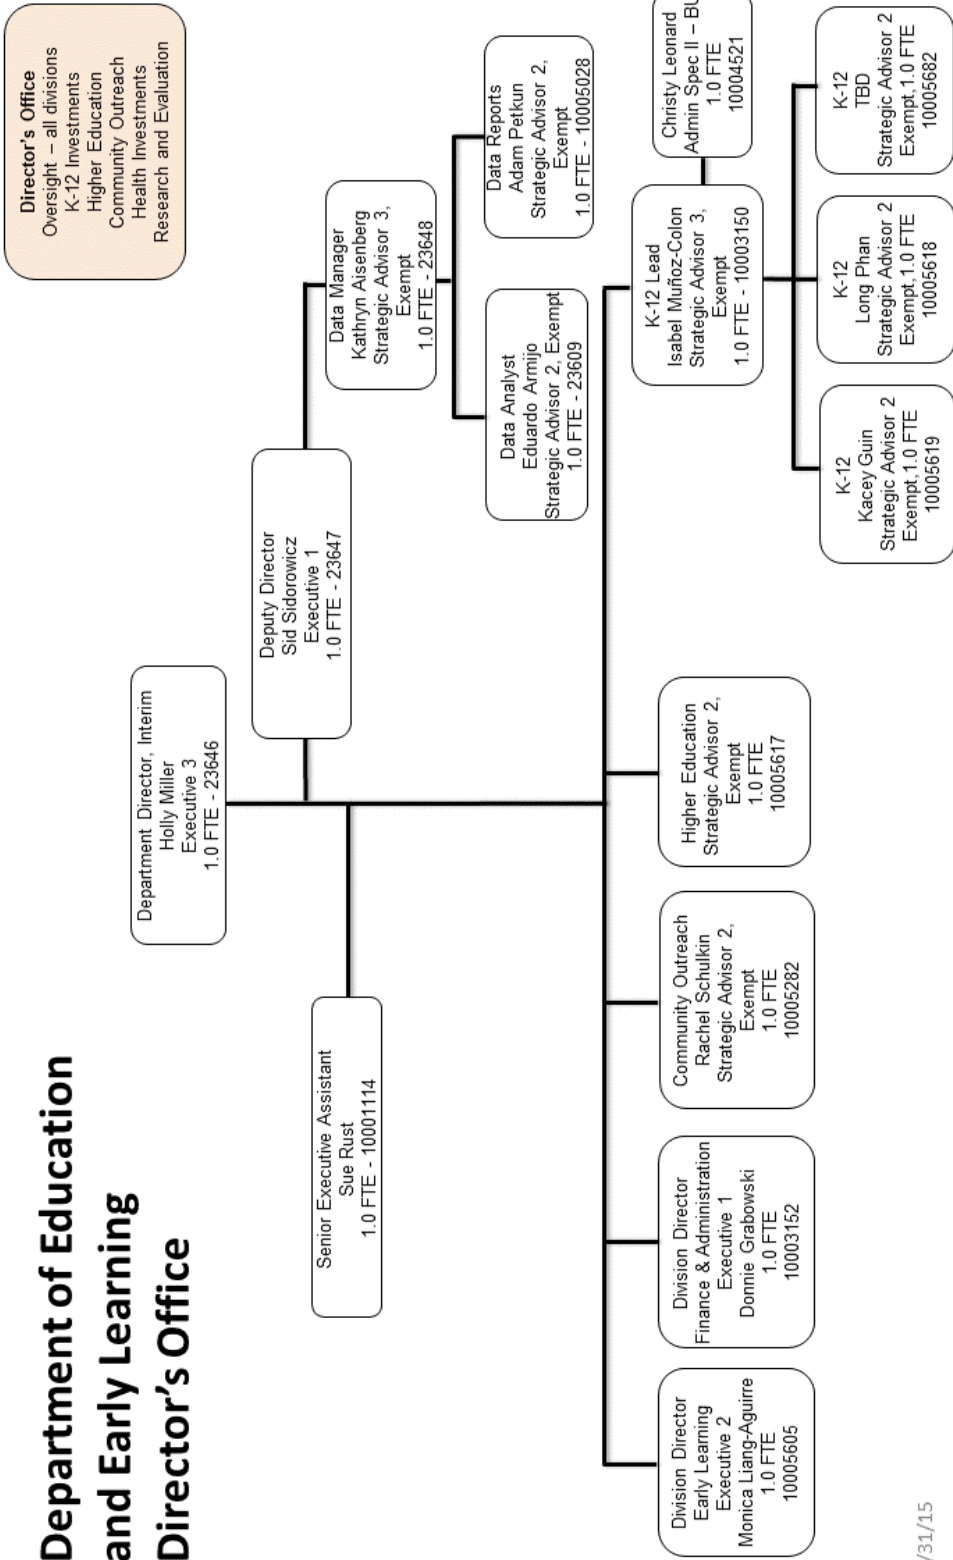 Department of Education
and Early Learning
Director’s Office
Director’s Office
Oversight – all divisions
K-12 Investments
Higher Education
Community Outreach
Health Investments
Research and Evaluation
Department Director, Interim
Holly Miller
Executive 3
1.0 FTE - 23646
Deputy Director
Sid Sidorowicz
Executive 1
1.0 FTE - 23647
Senior Executive Assistant
Sue Rust
1.0 FTE - 10001114
Data Manager
Kathryn Aisenberg
Strategic Advisor 3,
Exempt
1.0 FTE - 23648
Data Analyst
Eduardo Armijo
Strategic Advisor 2, Exempt
1.0 FTE - 23609
Data Reports
Adam Petkun
Strategic Advisor 2,
Exempt
1.0 FTE - 10005028
Division Director
Early Learning
Executive 2
Monica Liang-Aguirre
1.0 FTE
10005605
Division Director
Finance & Administration
Executive 1
Donnie Grabowski
1.0 FTE
10003152
Community Outreach
Rachel Schulkin
Strategic Advisor 2,
Exempt
1.0 FTE
10005282
Higher Education
Strategic Advisor 2,
Exempt
1.0 FTE
10005617
K-12 Lead
Isabel Muñoz-Colon
Strategic Advisor 3,
Exempt
1.0 FTE - 10003150
Christy Leonard
Admin Spec II – BU
1.0 FTE
10004521
K-12
Kacey Guin
Strategic Advisor 2
Exempt,1.0 FTE
10005619
K-12
Long Phan
Strategic Advisor 2
Exempt,1.0 FTE
10005618
K-12
TBD
Strategic Advisor 2
Exempt,1.0 FTE
10005682
/31/15